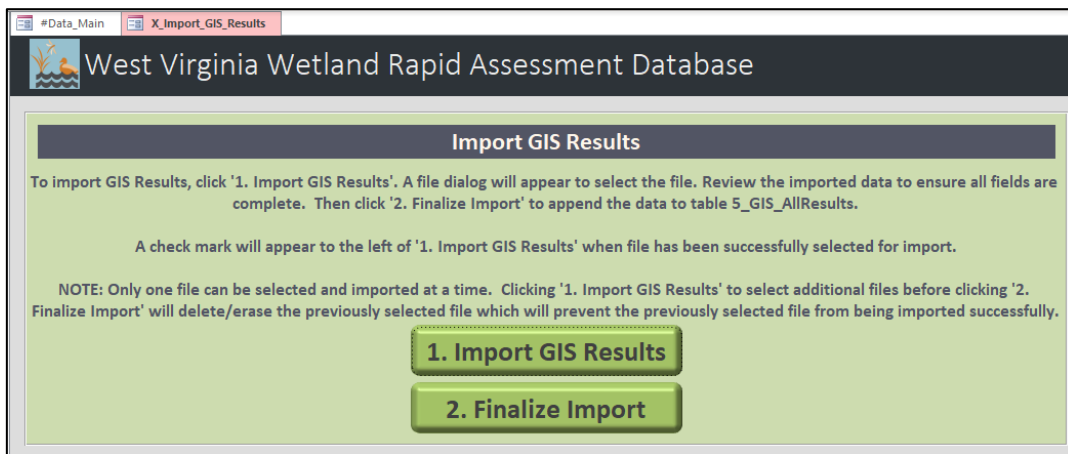 #Data_Main X_Import_GIS_Results
West Virginia Wetland Rapid Assessment Database
Import GIS Results
To import GIS Results, click '1. Import GIS Results'. A file dialog will appear to select the file. Review the imported data to ensure all fields are
complete. Then click '2. Finalize Import' to append the data to table 5_GIS_AllResults.
A check mark will appear to the left of '1. Import GIS Results' when file has been successfully selected for import.
NOTE: Only one file can be selected and imported at a time. Clicking '1. Import GIS Results' to select additional files before clicking '2.
Finalize Import' will delete/erase the previously selected file which will prevent the previously selected file from being imported successfully.
1. Import GIS Results
2. Finalize Import